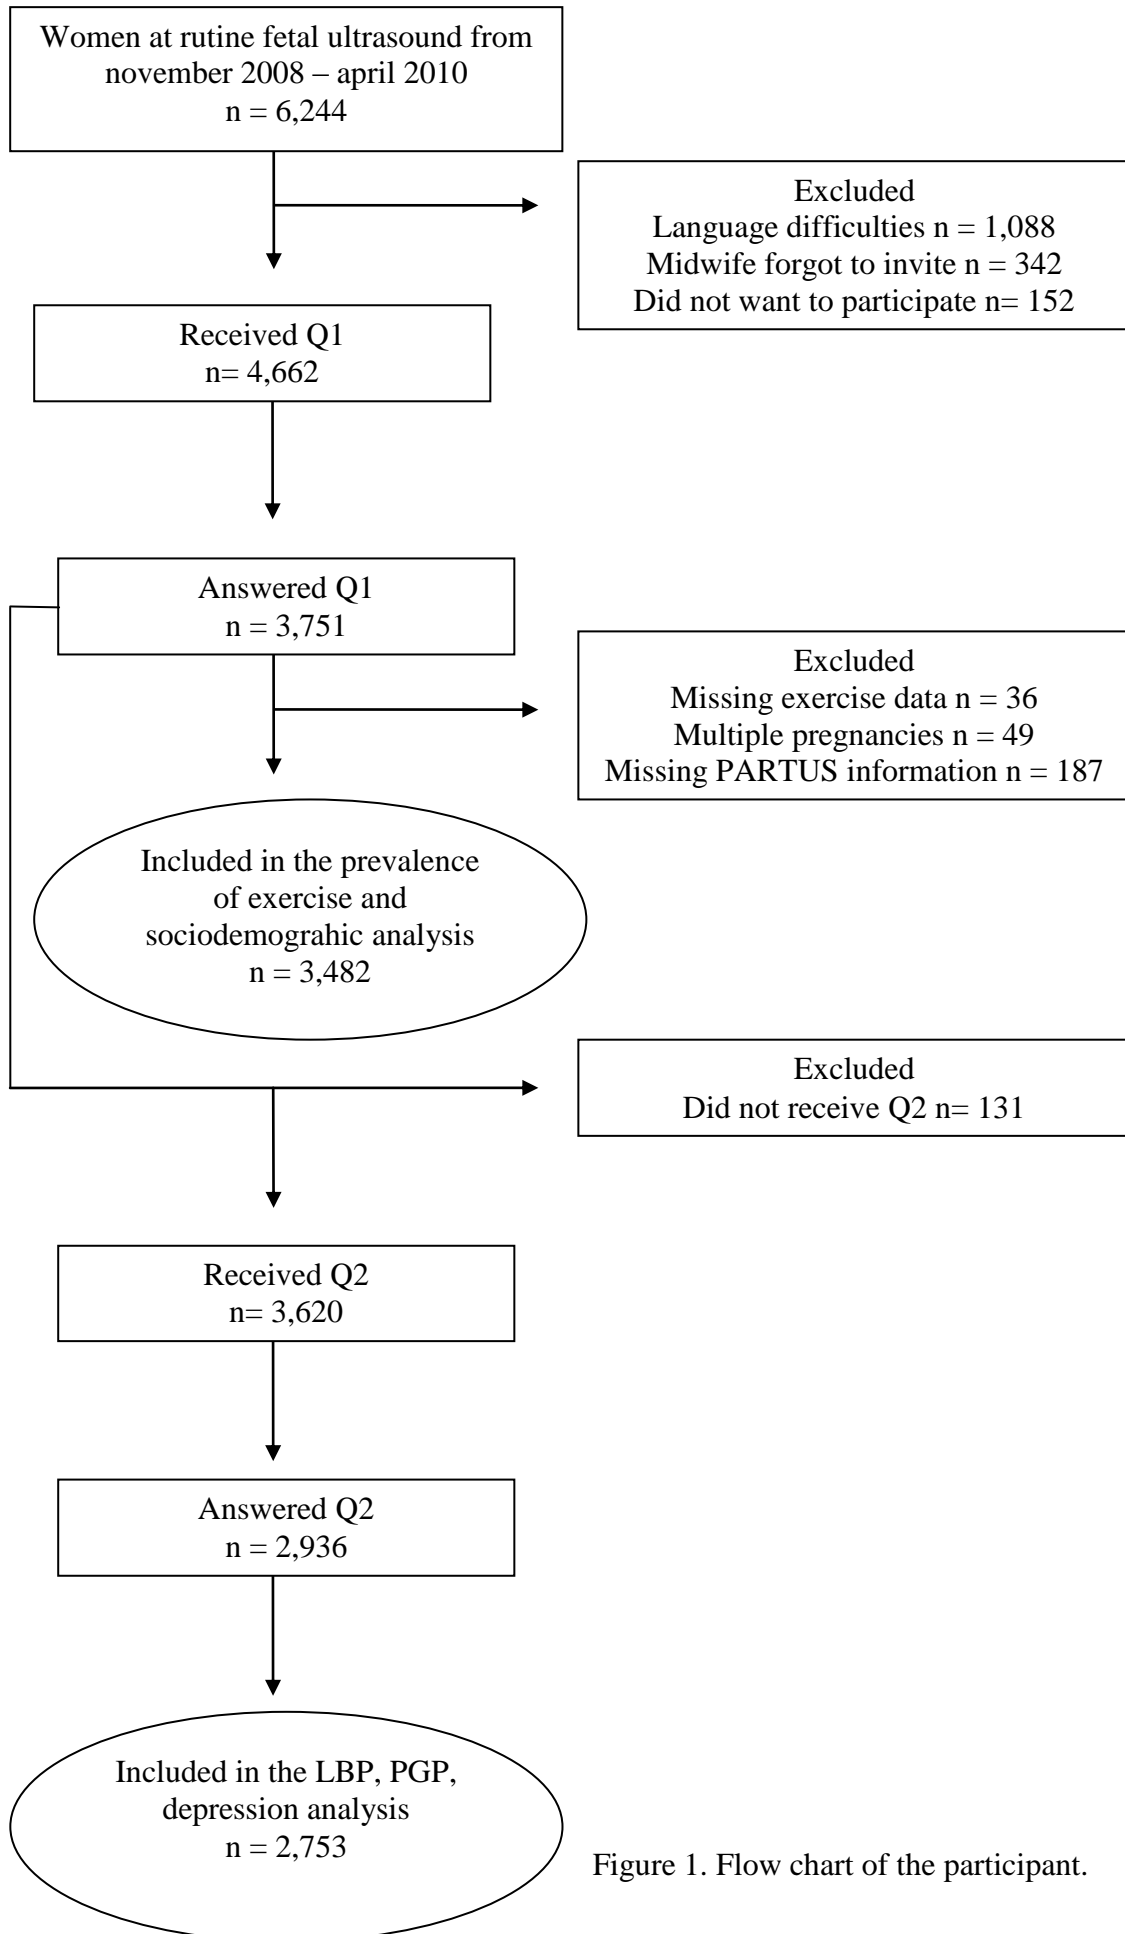 Women at rutine fetal ultrasound from
november 2008 – april 2010
n = 6,244
Excluded
Language difficulties n = 1,088
Midwife forgot to invite n = 342
Did not want to participate n= 152
Received Q1
n= 4,662
Answered Q1
n = 3,751
Excluded
Missing exercise data n = 36
Multiple pregnancies n = 49
Missing PARTUS information n = 187
Included in the prevalence
of exercise and
sociodemograhic analysis
n = 3,482
Excluded
Did not receive Q2 n= 131
Received Q2
n= 3,620
Answered Q2
n = 2,936
Included in the LBP, PGP,
depression analysis
n = 2,753
Figure 1. Flow chart of the participant.